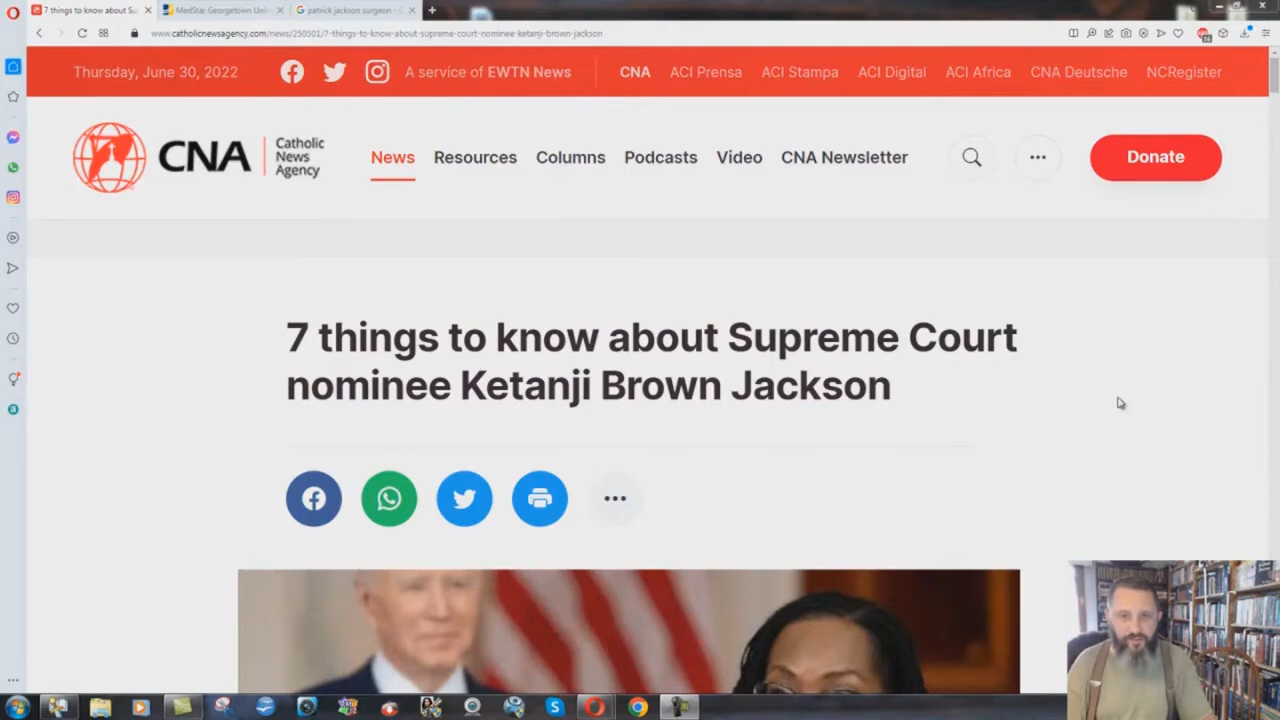 7 things to know about Su
MedStar Georgetown Uni
patrick jackson surgeon - G
www.catholicnewsagency.com/news/250501/7-things-to-know-about-supreme-court-nominee-ketanji-brown-jackson
Thursday, June 30, 2022
A service of EWTN News
CNA
ACI Prensa
ACI Stampa
ACI Digital
ACI Africa
CNA Deutsche
NCRegister
CNA
Catholic
News
Agency
News
Resources
Columns
Podcasts
Video
CNA Newsletter
Donate
7 things to know about Supreme Court
nominee Ketanji Brown Jackson